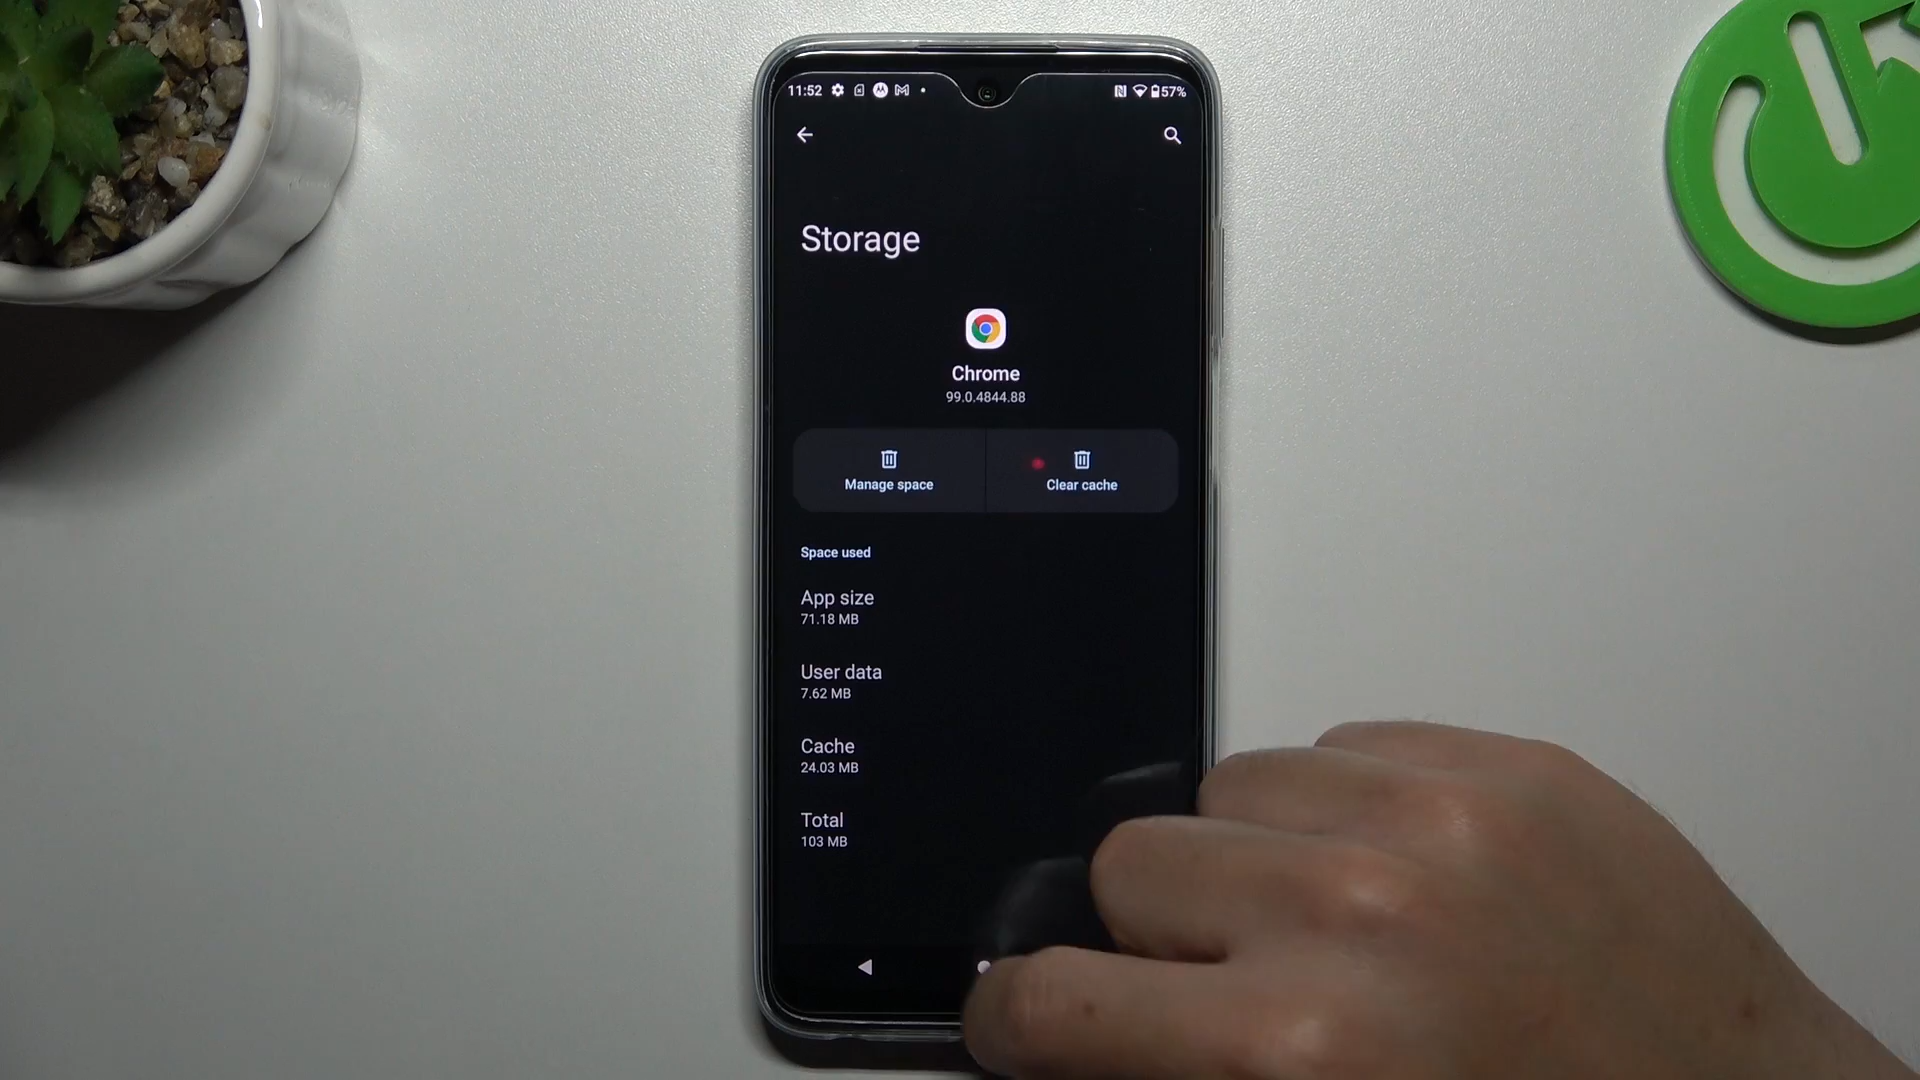 11:52 57%
Storage
Chrome
99.0.4844.88
Manage space Clear cache
Space used
App size
71.18 MB
User data
7.62 MB
Cache
24.03 MB
Total
103 MB